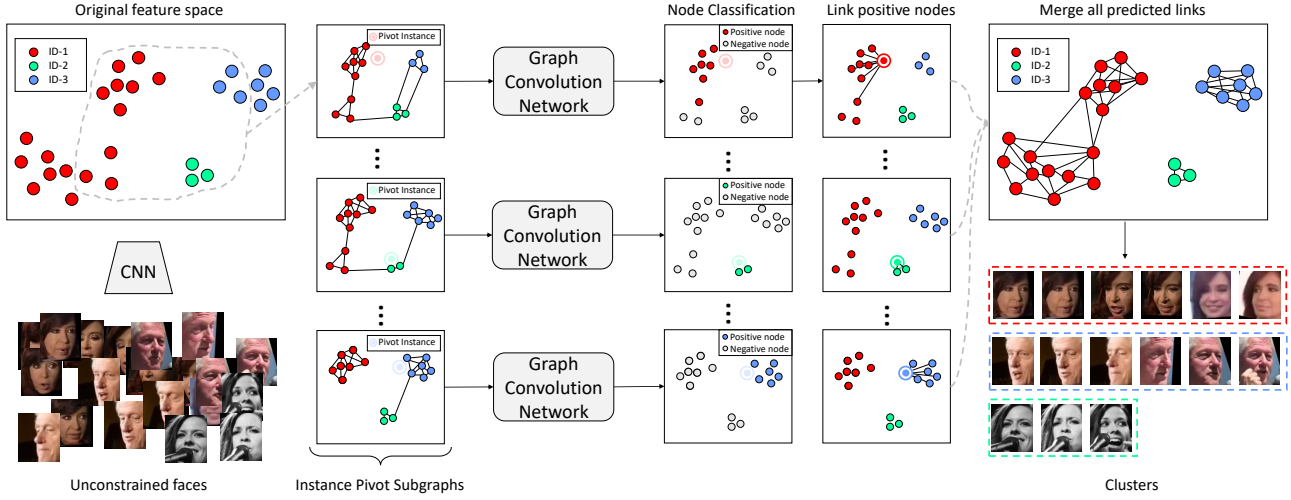 Original feature space
ID-1
ID-2
ID-3
CNN
Unconstrained faces
Pivot Instance
Pivot Instance
Pivot Instance
Instance Pivot Subgraphs
Graph
Convolution
Network
Graph
Convolution
Network
Graph
Convolution
Network
Node Classification
Positive node
Negative node
Positive node
Negative node
Positive node
Negative node
Link positive nodes
Merge all predicted links
ID-1
ID-2
ID-3
Clusters